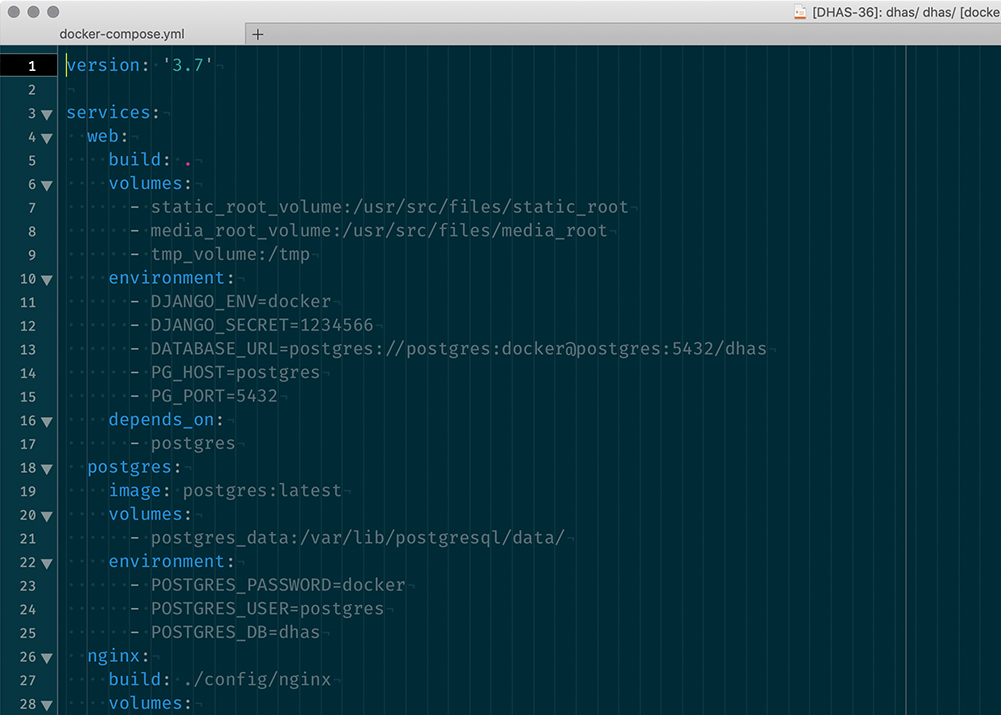 [DHAS-36]: dhas/ dhas/ [docke
docker-compose.yml +
1 version: '3.7'
2
3 services:
4 web:
5 build: .
6 volumes:
7 - static_root_volume:/usr/src/files/static_root
8 - media_root_volume:/usr/src/files/media_root
9 - tmp_volume:/tmp
10 environment:
11 - DJANGO_ENV=docker
12 - DJANGO_SECRET=1234566
13 - DATABASE_URL=postgres://postgres:docker@postgres:5432/dhas
14 - PG_HOST=postgres
15 - PG_PORT=5432
16 depends_on:
17 - postgres
18 postgres:
19 image: postgres:latest
20 volumes:
21 - postgres_data:/var/lib/postgresql/data/
22 environment:
23 - POSTGRES_PASSWORD=docker
24 - POSTGRES_USER=postgres
25 - POSTGRES_DB=dhas
26 nginx:
27 build: ./config/nginx
28 volumes: